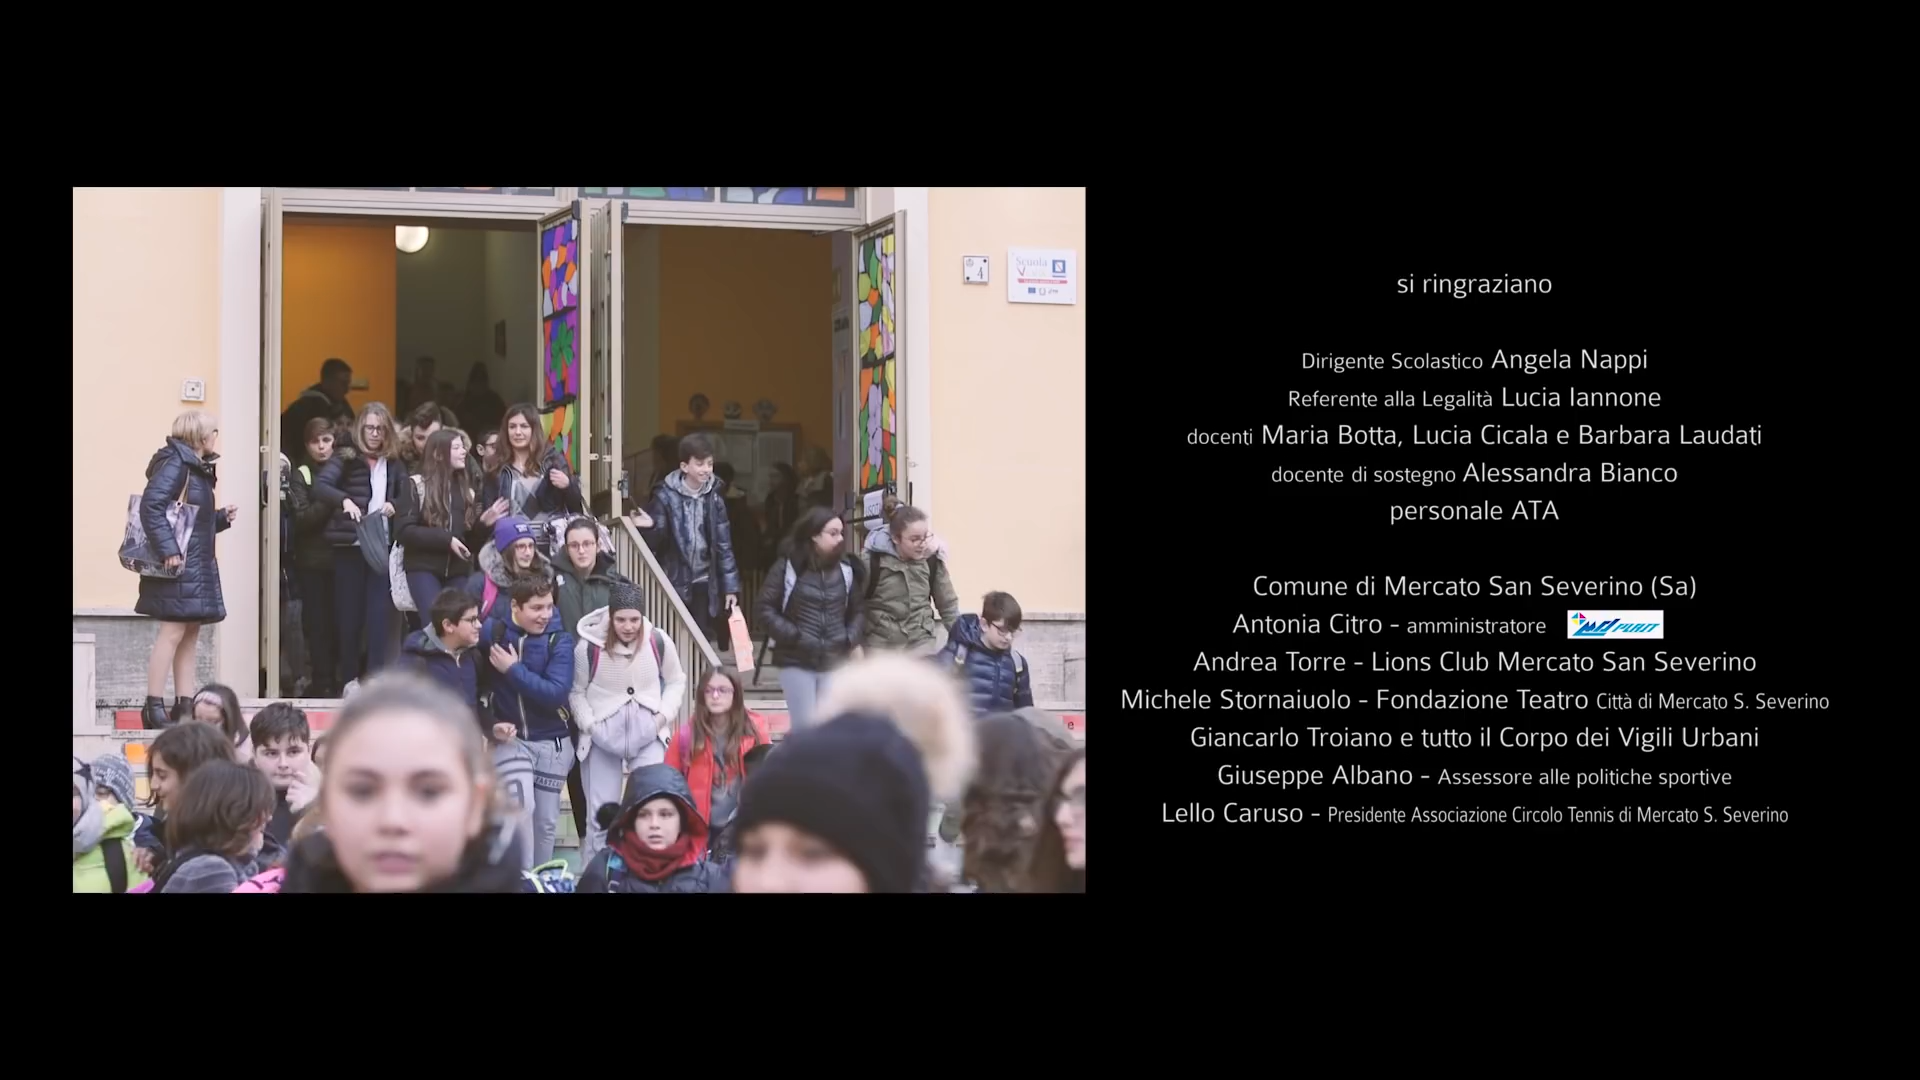 4
Scuola
si ringraziano
Dirigente Scolastico Angela Nappi
Referente alla Legalità Lucia Iannone
docenti Maria Botta, Lucia Cicala e Barbara Laudati
docente di sostegno Alessandra Bianco
personale ATA
Comune di Mercato San Severino (Sa)
Antonia Citro - amministratore
Andrea Torre - Lions Club Mercato San Severino
Michele Stornaiuolo - Fondazione Teatro Città di Mercato S. Severino
Giancarlo Troiano e tutto il Corpo dei Vigili Urbani
Giuseppe Albano - Assessore alle politiche sportive
Lello Caruso - Presidente Associazione Circolo Tennis di Mercato S. Severino